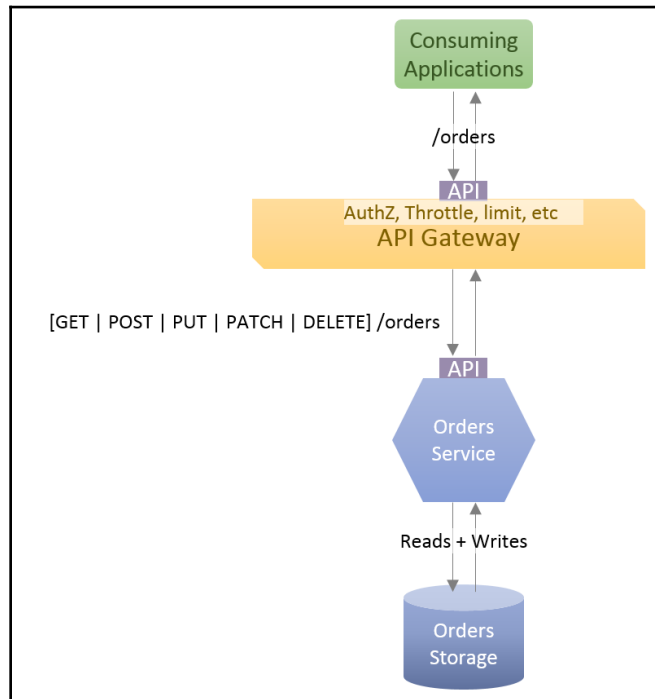 Consuming
Applications
/orders
API
AuthZ, Throttle, limit, etc
API Gateway
[GET | POST | PUT | PATCH | DELETE] /orders
API
Orders
Service
Reads + Writes
Orders
Storage